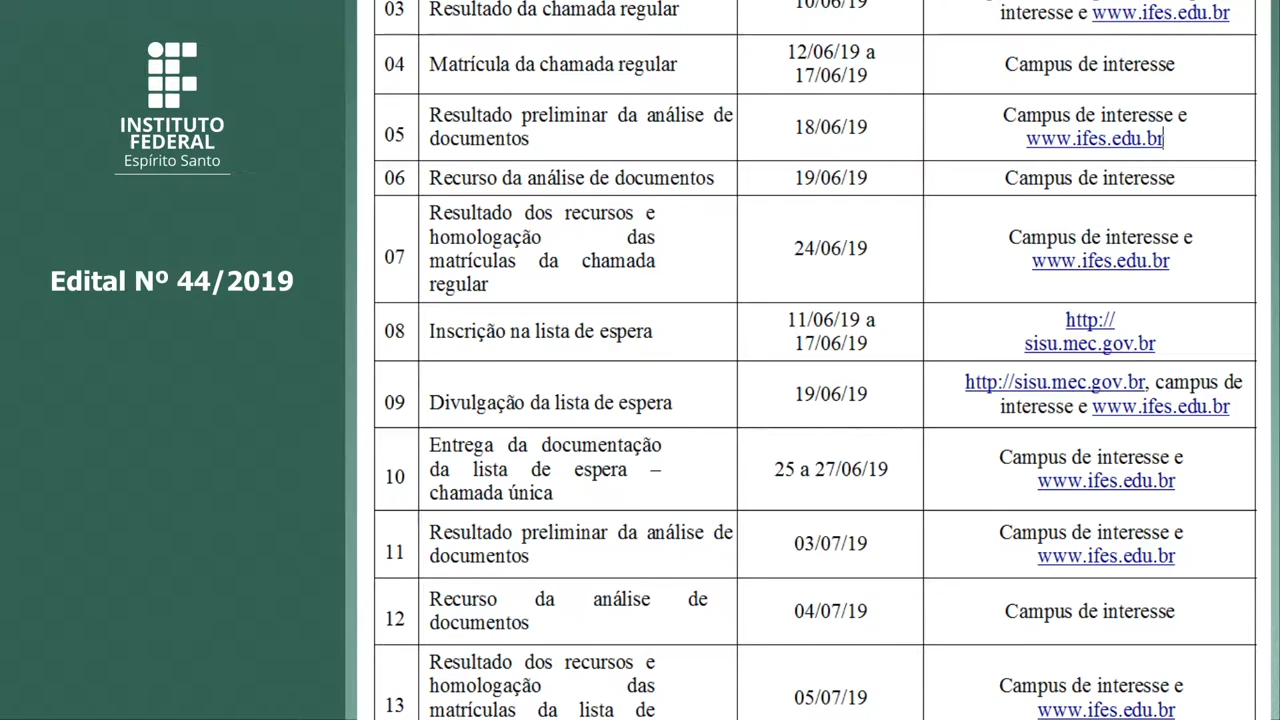 INSTITUTO
FEDERAL
Espírito Santo
Edital Nº 44/2019
03 Resultado da chamada regular 10/06/19
interesse e www.ifes.edu.br
04 Matrícula da chamada regular 12/06/19 a
17/06/19 Campus de interesse
05 Resultado preliminar da análise de
documentos 18/06/19 Campus de interesse e
www.ifes.edu.br
06 Recurso da análise de documentos 19/06/19 Campus de interesse
07 Resultado dos recursos e
homologação das
matrículas da chamada
regular 24/06/19 Campus de interesse e
www.ifes.edu.br
08 Inscrição na lista de espera 11/06/19 a
17/06/19 http://
sisu.mec.gov.br
09 Divulgação da lista de espera 19/06/19 http://sisu.mec.gov.br, campus de
interesse e www.ifes.edu.br
10 Entrega da documentação
da lista de espera –
chamada única 25 a 27/06/19 Campus de interesse e
www.ifes.edu.br
11 Resultado preliminar da análise de
documentos 03/07/19 Campus de interesse e
www.ifes.edu.br
12 Recurso da análise de
documentos 04/07/19 Campus de interesse
13 Resultado dos recursos e
homologação das
matrículas da lista de 05/07/19 Campus de interesse e
www.ifes.edu.br